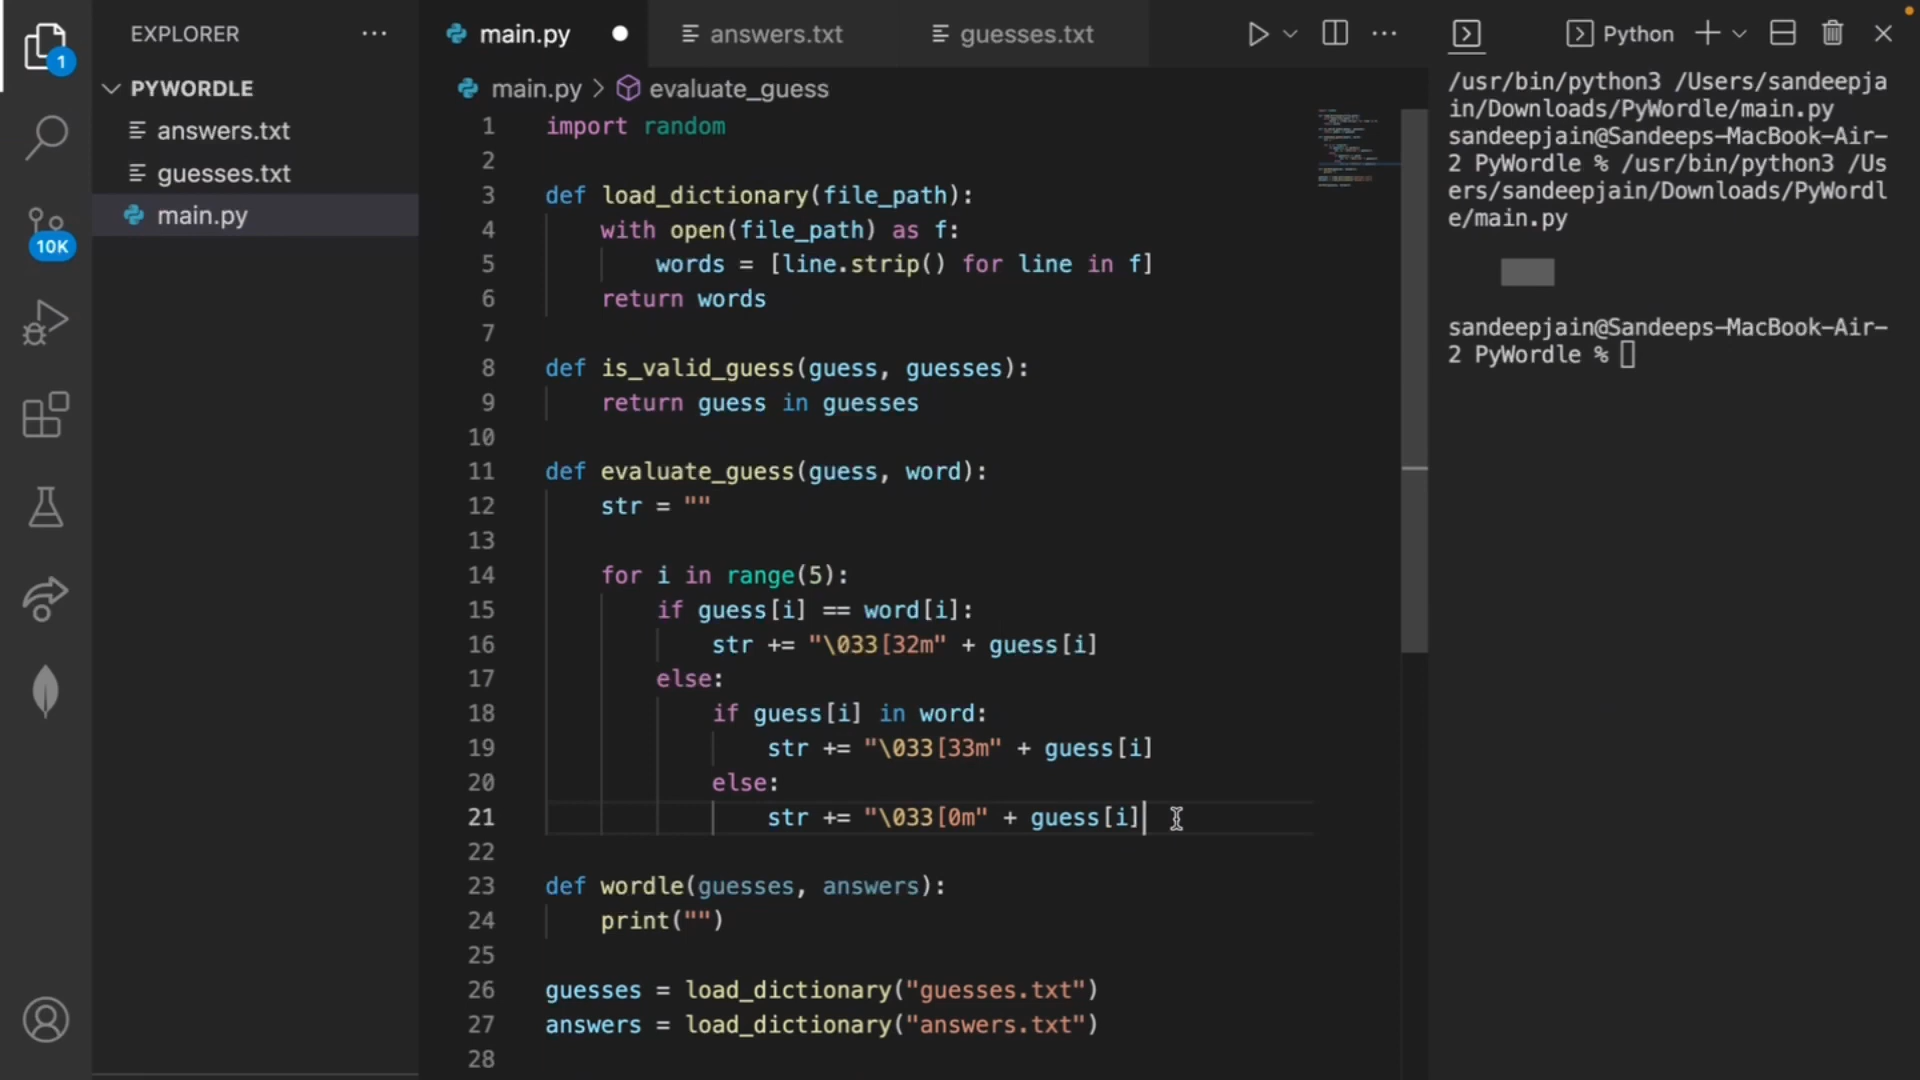 EXPLORER
PYWORDLE
answers.txt
guesses.txt
main.py
1
10K
main.py answers.txt guesses.txt
main.py > evaluate_guess
1 import random
2
3 def load_dictionary(file_path):
4 with open(file_path) as f:
5 words = [line.strip() for line in f]
6 return words
7
8 def is_valid_guess(guess, guesses):
9 return guess in guesses
10
11 def evaluate_guess(guess, word):
12 str = ""
13
14 for i in range(5):
15 if guess[i] == word[i]:
16 str += "\033[32m" + guess[i]
17 else:
18 if guess[i] in word:
19 str += "\033[33m" + guess[i]
20 else:
21 str += "\033[0m" + guess[i]
22
23 def wordle(guesses, answers):
24 print("")
25
26 guesses = load_dictionary("guesses.txt")
27 answers = load_dictionary("answers.txt")
28
Python
/usr/bin/python3 /Users/sandeepja
in/Downloads/PyWordle/main.py
sandeepjain@Sandeeps-MacBook-Air-
2 PyWordle % /usr/bin/python3 /Us
ers/sandeepjain/Downloads/PyWordl
e/main.py
sandeepjain@Sandeeps-MacBook-Air-
2 PyWordle %